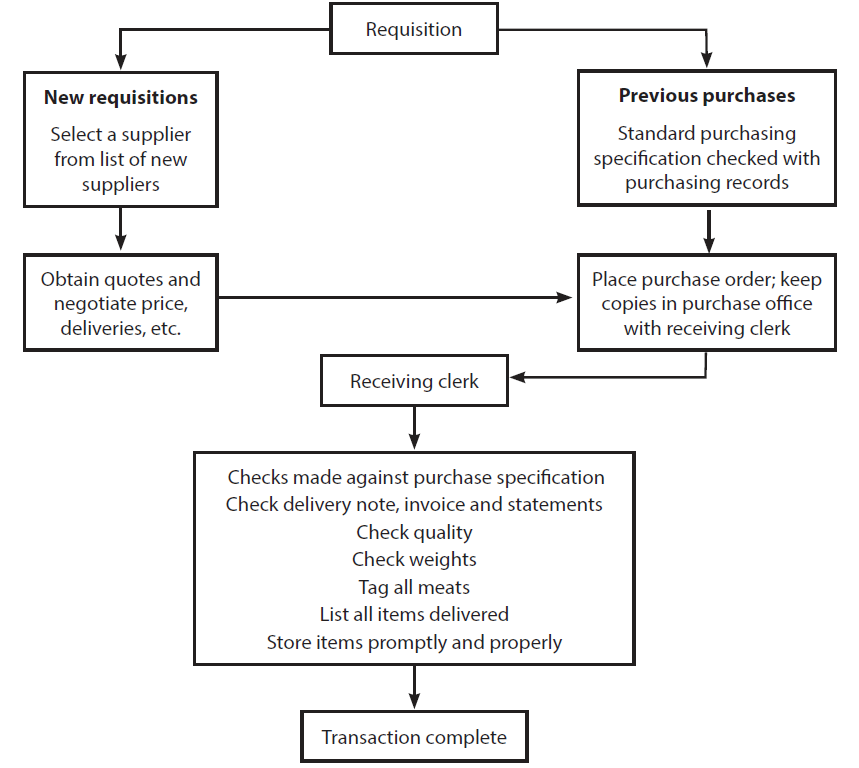 Requisition
New requisitions
Select a supplier
from list of new
suppliers
Previous purchases
Standard purchasing
specification checked with
purchasing records
Obtain quotes and
negotiate price,
deliveries, etc.
Place purchase order; keep
copies in purchase office
with receiving clerk
Receiving clerk
Checks made against purchase specification
Check delivery note, invoice and statements
Check quality
Check weights
Tag all meats
List all items delivered
Store items promptly and properly
Transaction complete